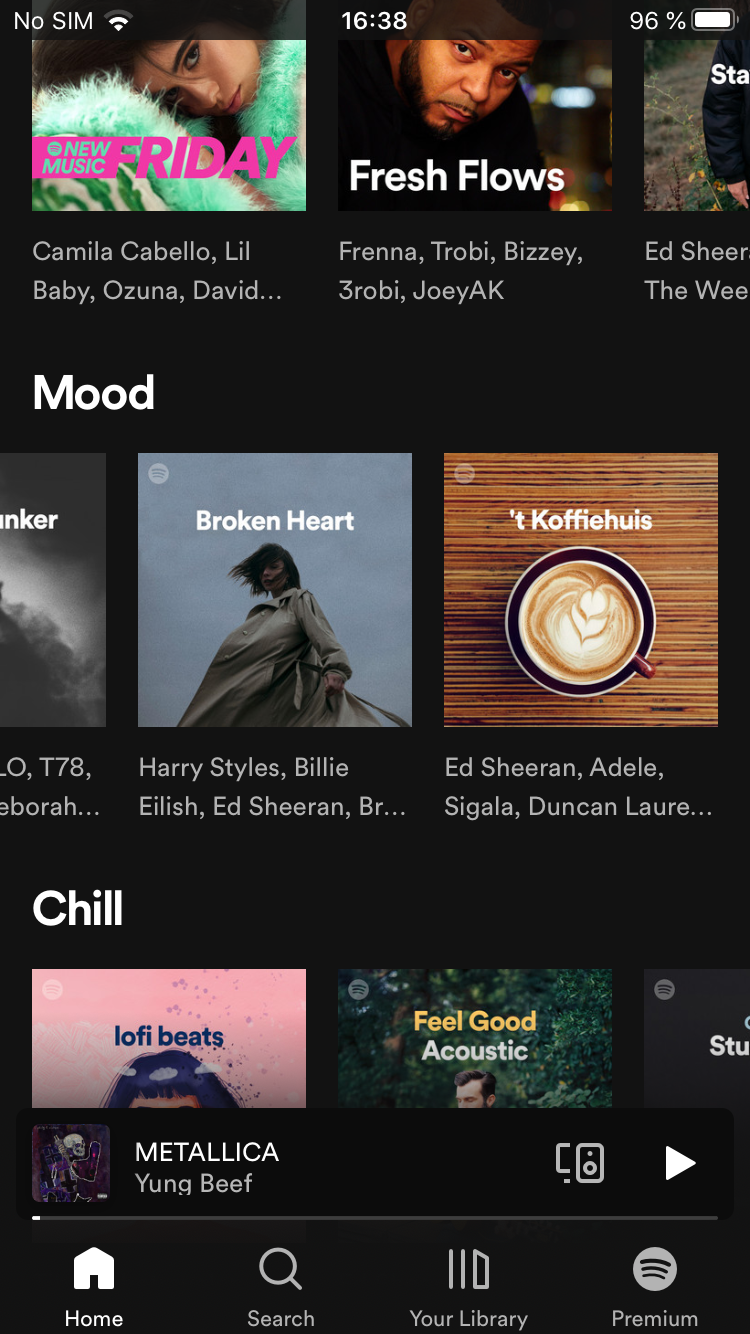 No SIM 16:38 96 %
NEW MUSIC FRIDAY
Fresh Flows
Sta
Camila Cabello, Lil
Baby, Ozuna, David...
Frenna, Trobi, Bizzey,
3robi, JoeyAK
Ed Sheer
The Wee
Mood
nker
Broken Heart
't Koffiehuis
LO, T78,
eborah...
Harry Styles, Billie
Eilish, Ed Sheeran, Br...
Ed Sheeran, Adele,
Sigala, Duncan Laure...
Chill
lofi beats
Feel Good
Acoustic
Stu
METALLICA
Yung Beef
Home
Search
Your Library
Premium